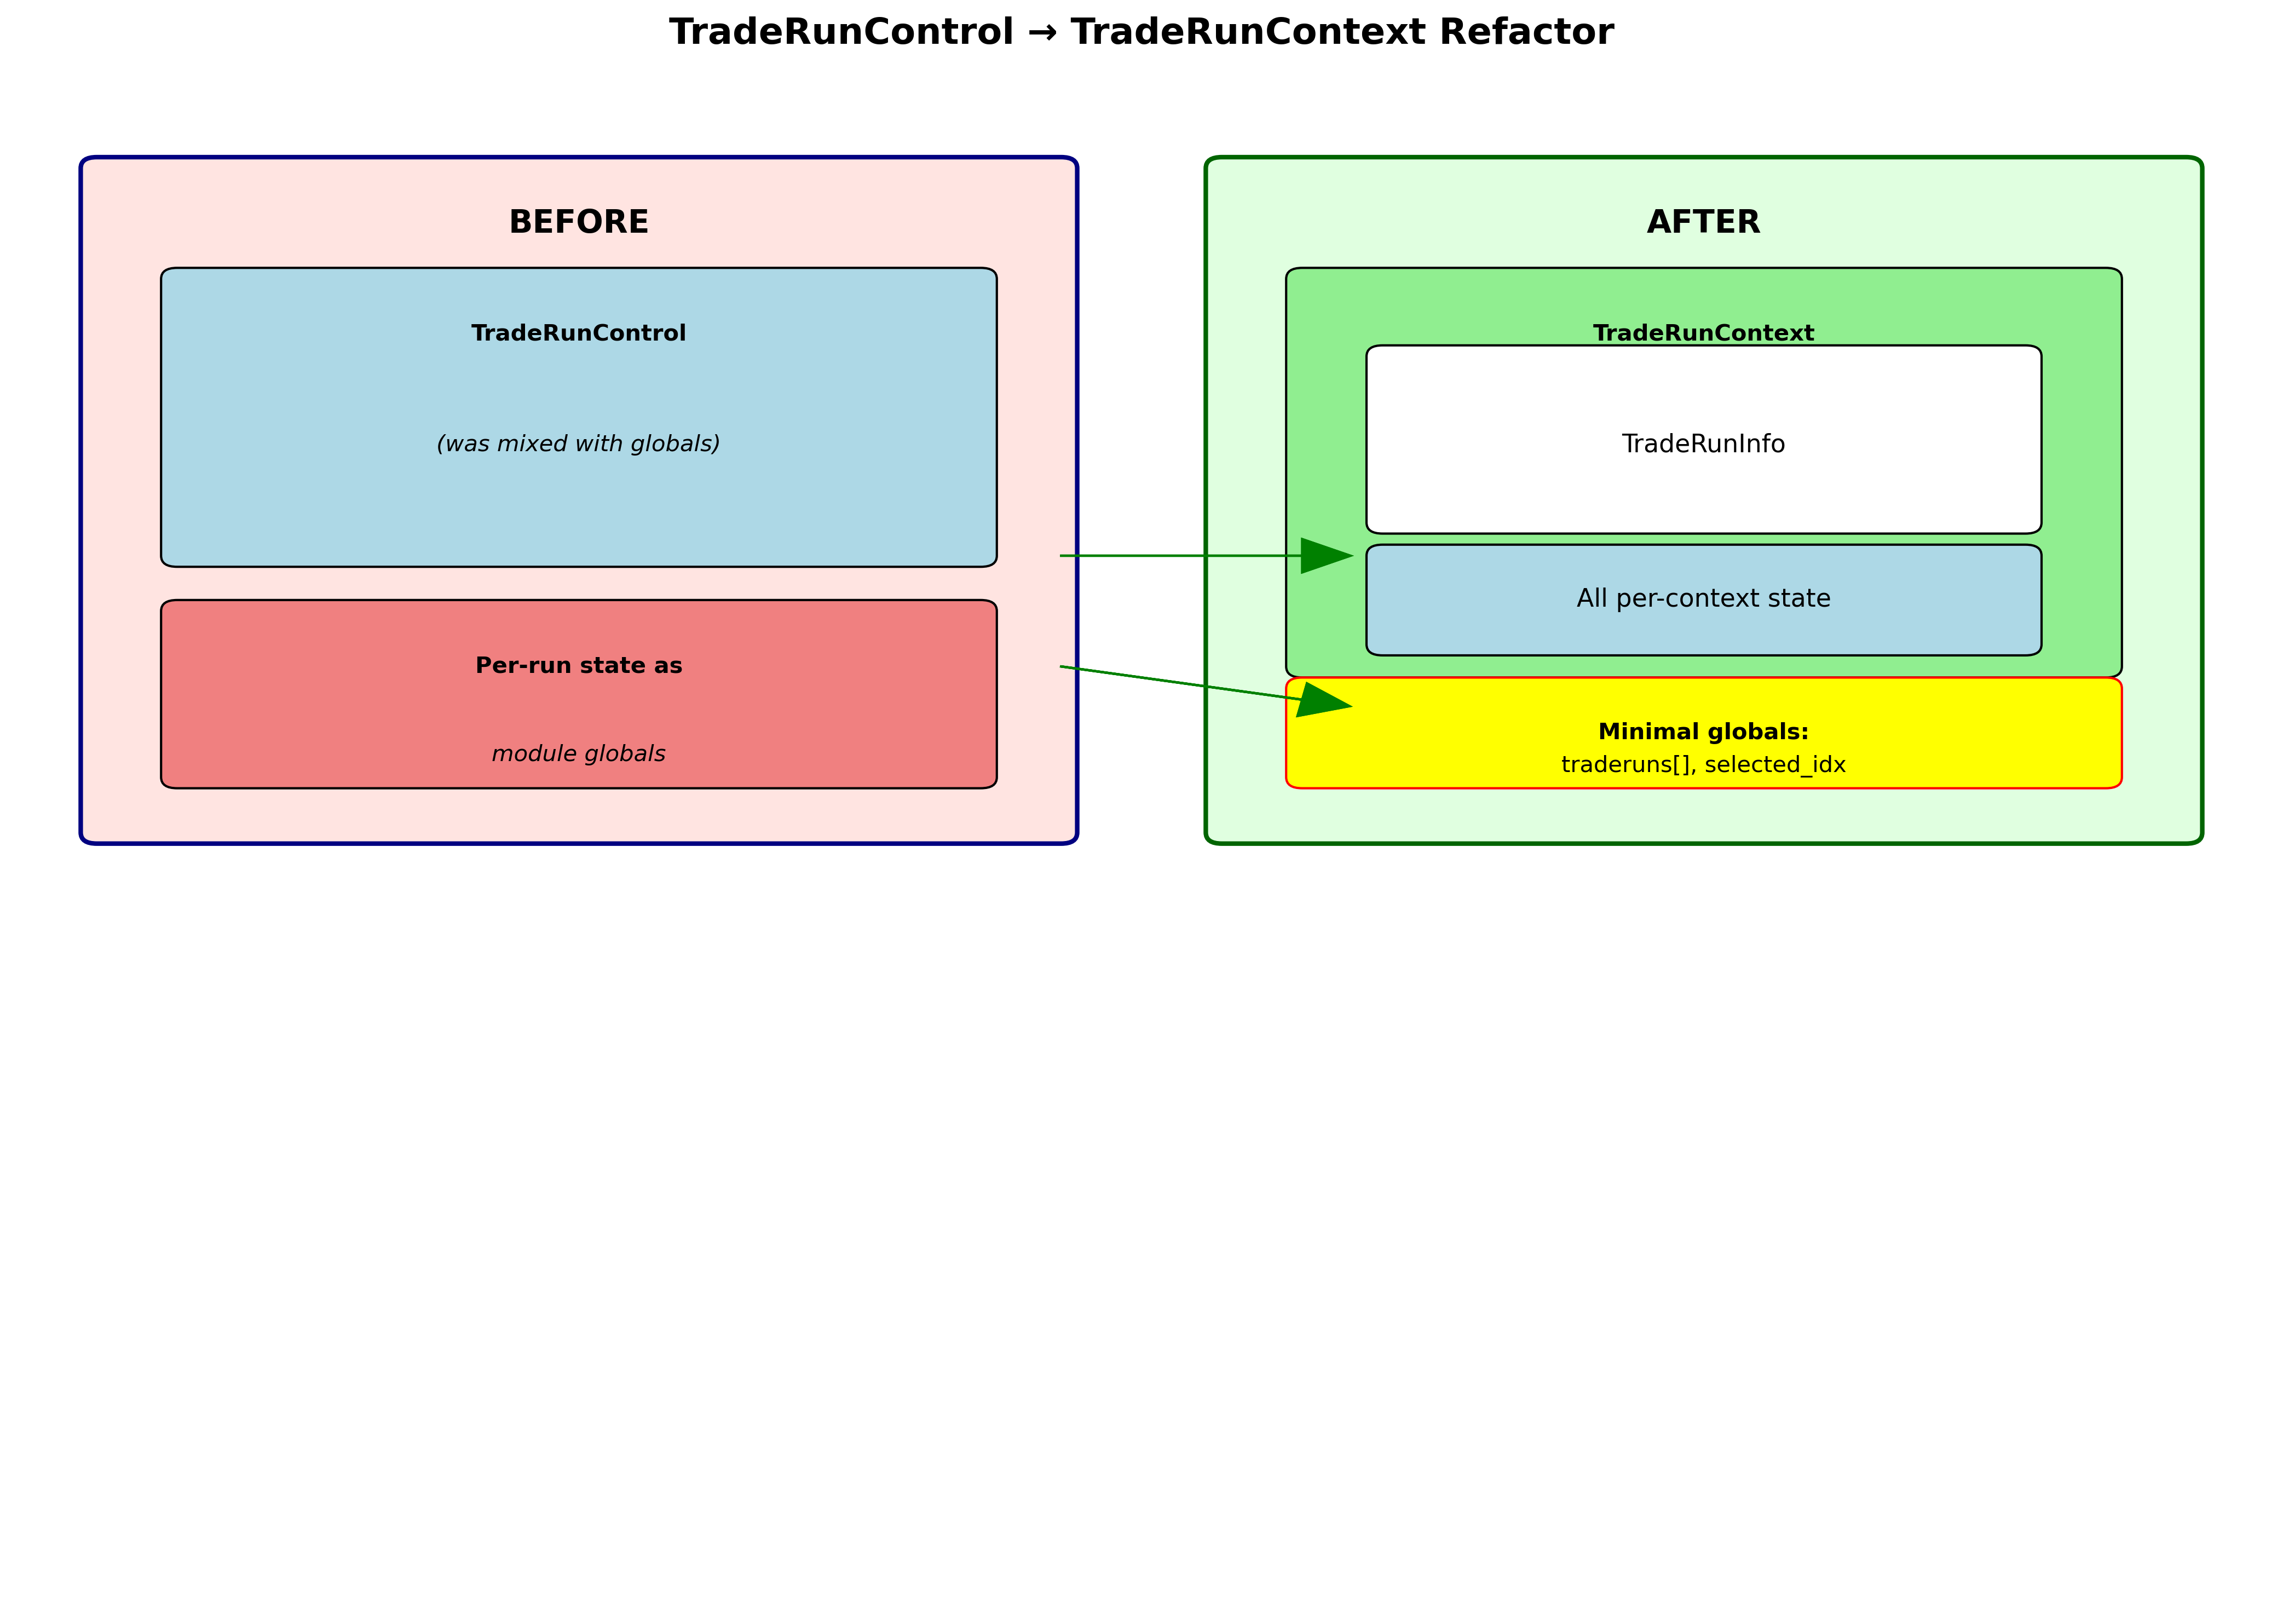 TradeRunControl → TradeRunContext Refactor
BEFORE
TradeRunControl
(was mixed with globals)
Per-run state as
module globals
AFTER
TradeRunContext
TradeRunInfo
All per-context state
Minimal globals:
traderuns[], selected_idx